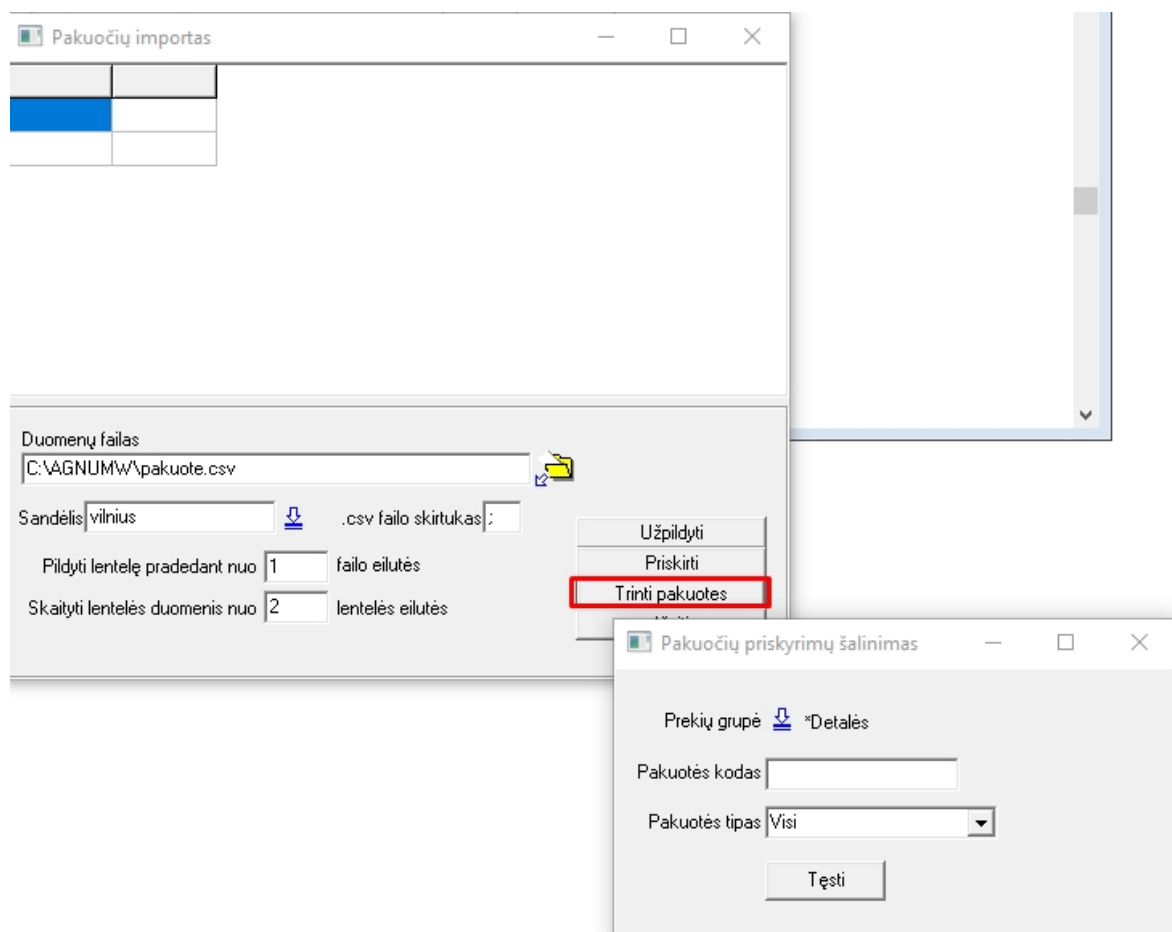 Pakuočių importas
Duomenų failas
C:\AGNUMW\pakuote.csv
Sandėlis vilnius .csv failo skirtukas ;
Užpildyti
Pildyti lentelę pradedant nuo 1 failo eilutės
Priskirti
Trinti pakuotes
Skaityti lentelės duomenis nuo 2 lentelės eilutės
Pakuočių priskyrimų šalinimas
Prekių grupė *Detalės
Pakuotės kodas
Pakuotės tipas Visi
Tęsti